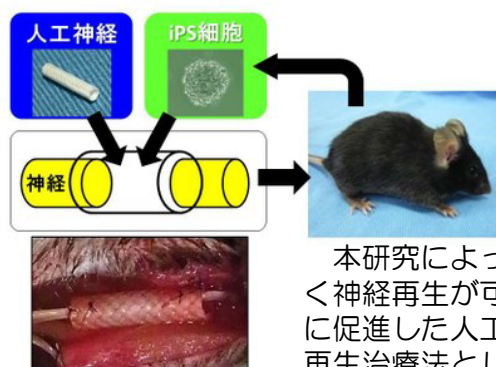 人工神経
iPS細胞
神経
本研究によっ
く神経再生が可
に促進した人工
再生治療法とし